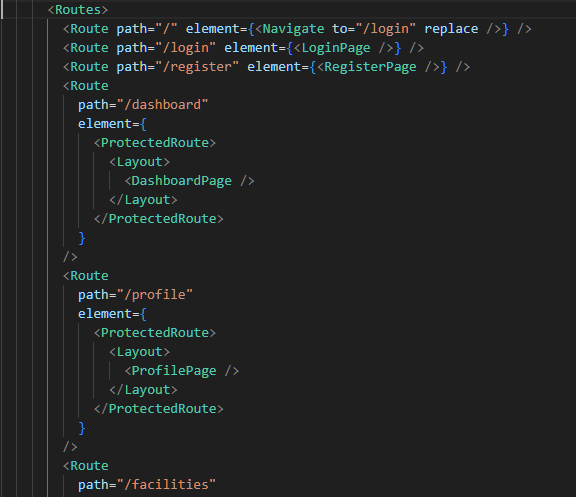 <Routes>
<Route path="/" element={<Navigate to="/login" replace />} />
<Route path="/login" element={<LoginPage />} />
<Route path="/register" element={<RegisterPage />} />
<Route
path="/dashboard"
element={
<ProtectedRoute>
<Layout>
<DashboardPage />
</Layout>
</ProtectedRoute>
}
/>
<Route
path="/profile"
element={
<ProtectedRoute>
<Layout>
<ProfilePage />
</Layout>
</ProtectedRoute>
}
/>
<Route
path="/facilities"